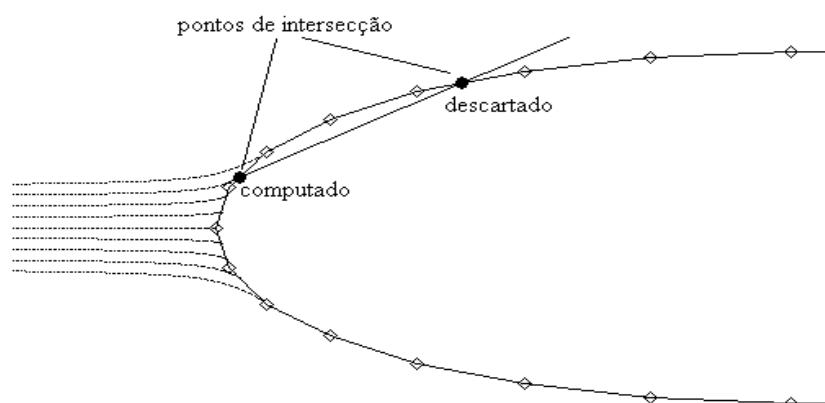 pontos de intersecção
descartado
computado